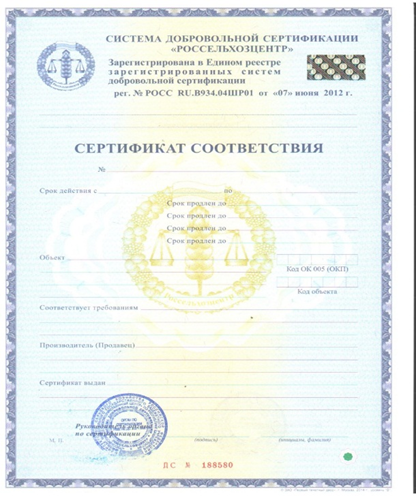 СИСТЕМА ДОБРОВОЛЬНОЙ СЕРТИФИКАЦИИ
«РОССЕЛЬХОЗЦЕНТР»
Зарегистрирована в Едином реестре
зарегистрированных систем
добровольной сертификации
рег. № РОСС RU.В934.04ШР01 от «07» июня 2012 г.
СЕРТИФИКАТ СООТВЕТСТВИЯ
№
Срок действия с по
Срок продлен до
Срок продлен до
Срок продлен до
Срок продлен до
Объект
Код ОК 005 (ОКП)
Код объекта
РОССЕЛЬХОЗЦЕНТР
Соответствует требованиям
Производитель (Продавец)
Сертификат выдан
Руководитель органа
по сертификации
М. П. (подпись) (инициалы, фамилия)
ДС № 188580